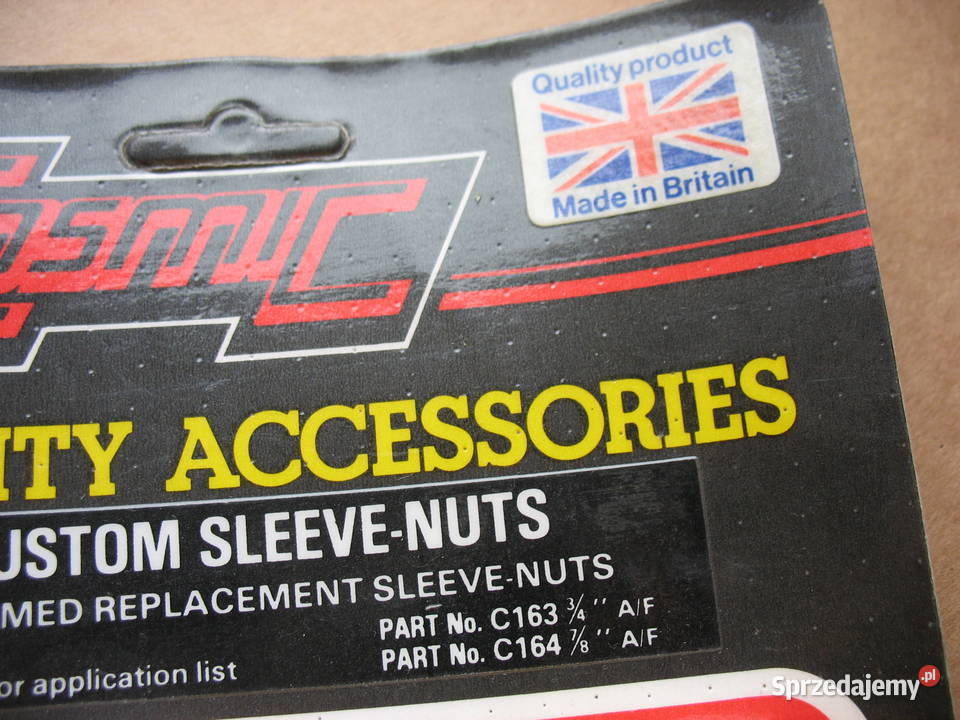 Quality product
Made in Britain
COSMIC
ITY ACCESSORIES
USTOM SLEEVE-NUTS
MED REPLACEMENT SLEEVE-NUTS
PART No. C163 3/4" A/F
PART No. C164 7/8" A/F
or application list
Sprzedajemy.pl